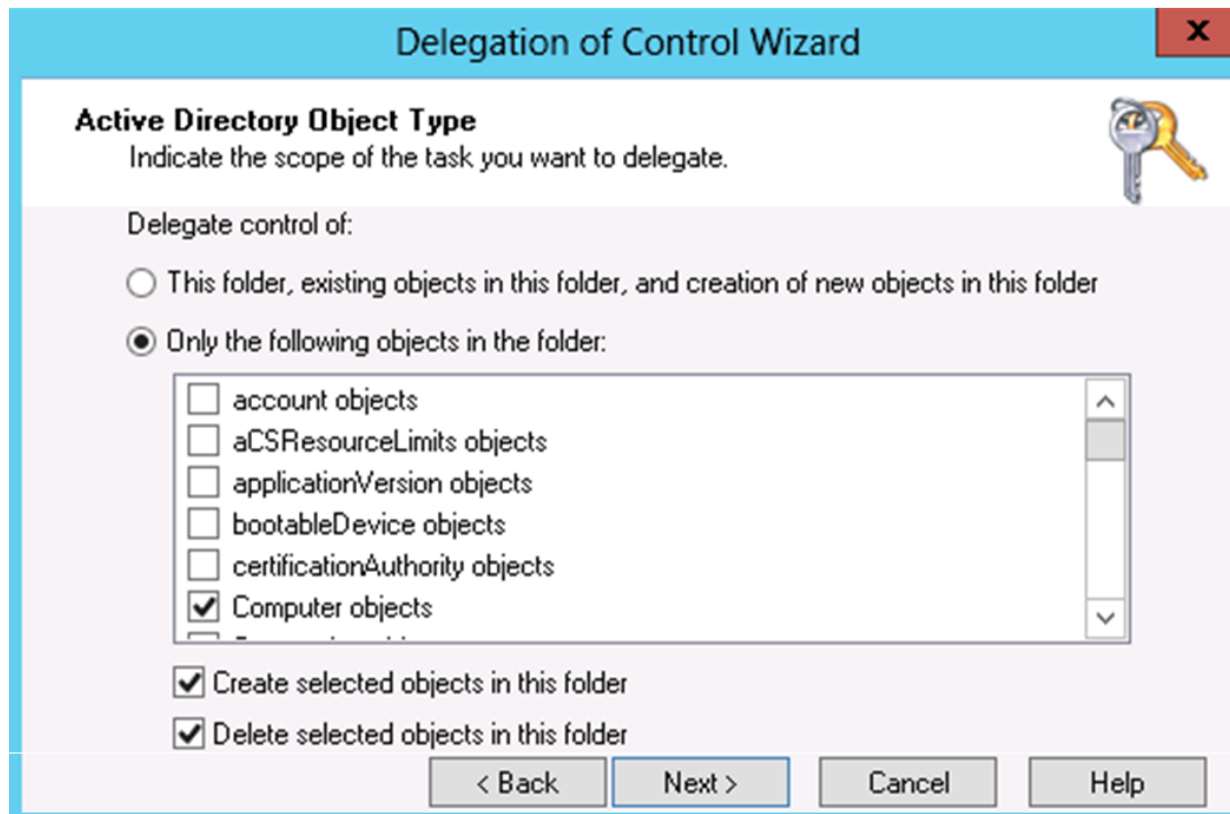 Delegation of Control Wizard
x
Active Directory Object Type
Indicate the scope of the task you want to delegate.
Delegate control of:
This folder, existing objects in this folder, and creation of new objects in this folder
Only the following objects in the folder:
account objects
aCSResourceLimits objects
applicationVersion objects
bootableDevice objects
certificationAuthority objects
Computer objects
Create selected objects in this folder
Delete selected objects in this folder
< Back Next > Cancel Help